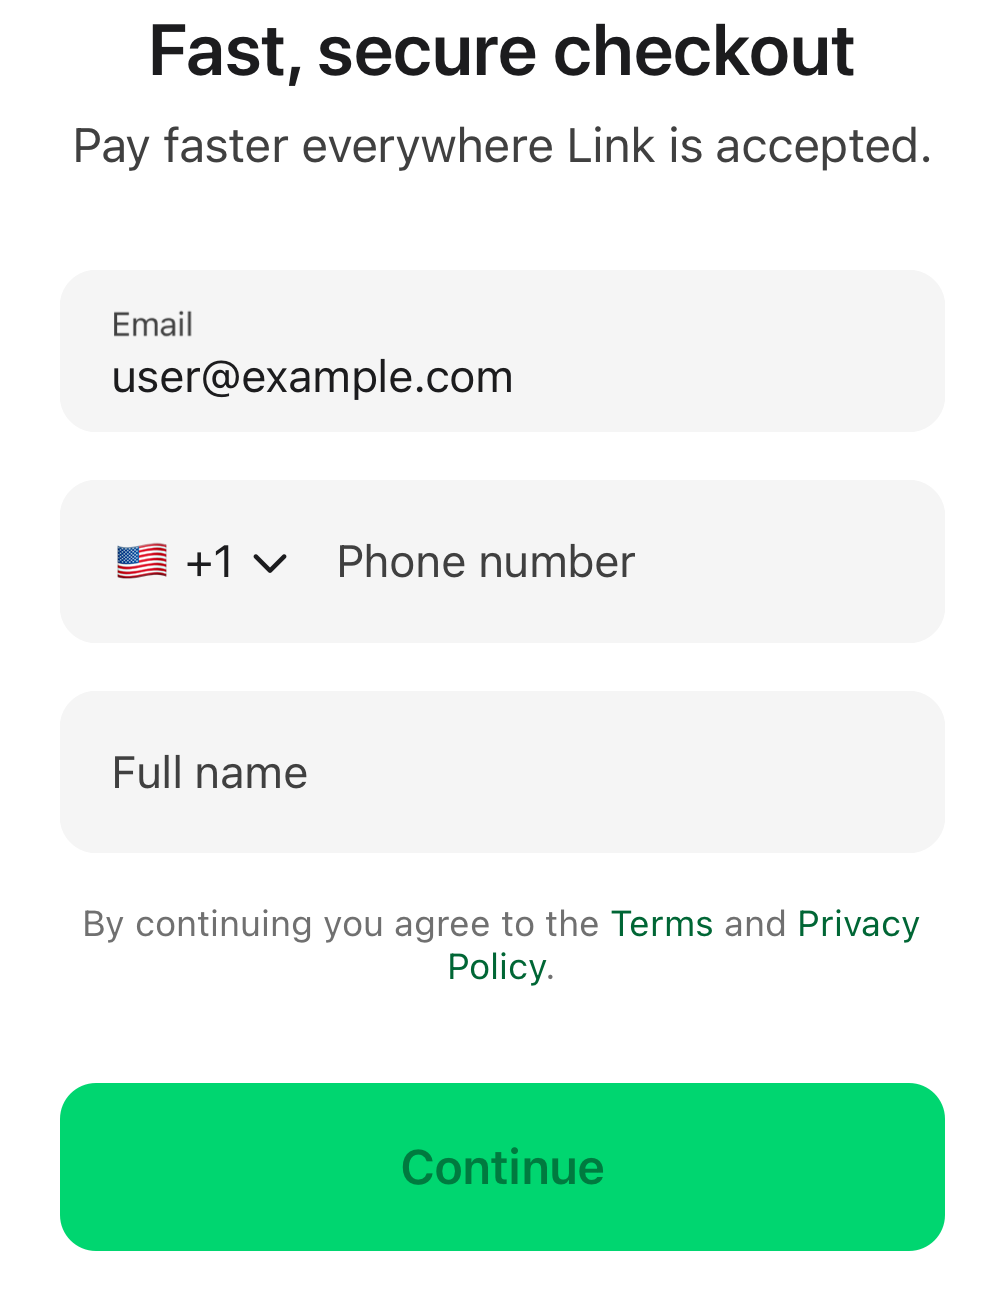 Fast, secure checkout
Pay faster everywhere Link is accepted.
Email
user@example.com
+1 Phone number
Full name
By continuing you agree to the Terms and Privacy
Policy.
Continue